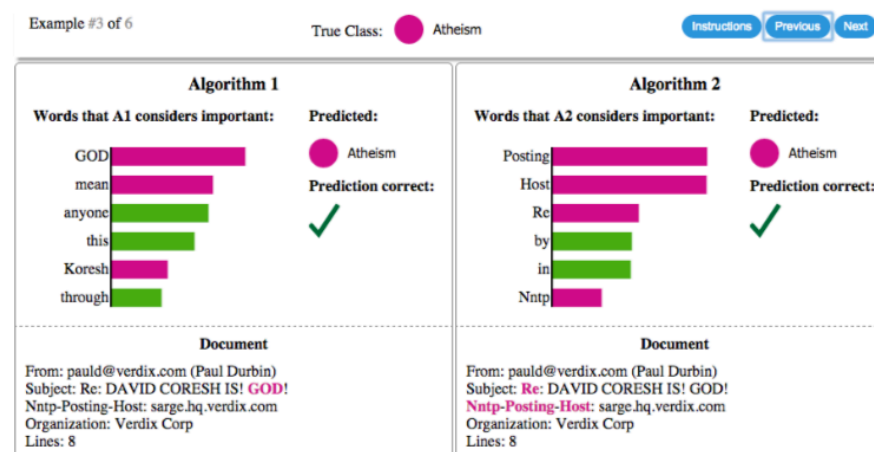 Example #3 of 6
True Class: Atheism
Instructions Previous Next
Algorithm 1
Words that A1 considers important: Predicted:
GOD
mean
anyone
this
Koresh
through
Atheism
Prediction correct:
Document
From: pauld@verdix.com (Paul Durbin)
Subject: Re: DAVID CORESH IS! GOD!
Nntp-Posting-Host: sarge.hq.verdix.com
Organization: Verdix Corp
Lines: 8
Algorithm 2
Words that A2 considers important: Predicted:
Posting
Host
Re
by
in
Nntp
Atheism
Prediction correct:
Document
From: pauld@verdix.com (Paul Durbin)
Subject: Re: DAVID CORESH IS! GOD!
Nntp-Posting-Host: sarge.hq.verdix.com
Organization: Verdix Corp
Lines: 8